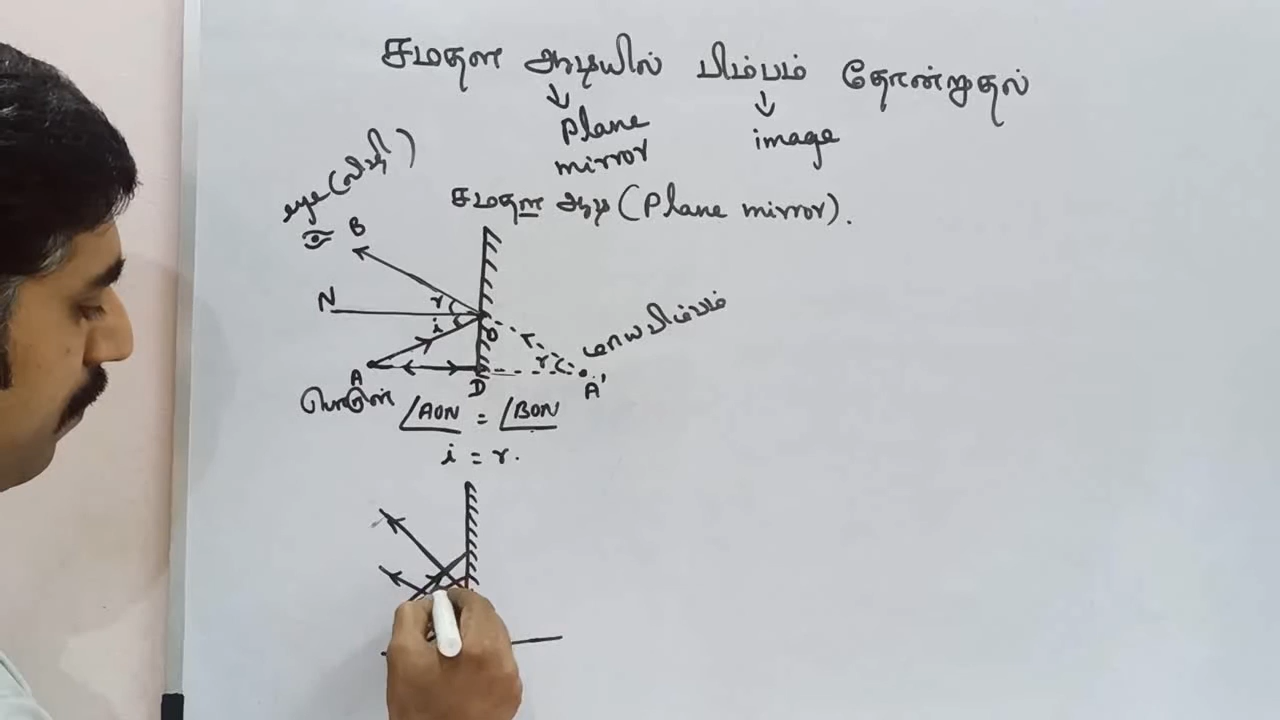 சமதள ஆடியில் பிம்பம் தோன்றுதல்
Plane
mirror
image
eye (விழி)
சமதள ஆடி (Plane mirror).
B
N
r
i
O
மாயபிம்பம்
r
A
D
A'
பொருள்
∠AON = ∠BON
i = r.